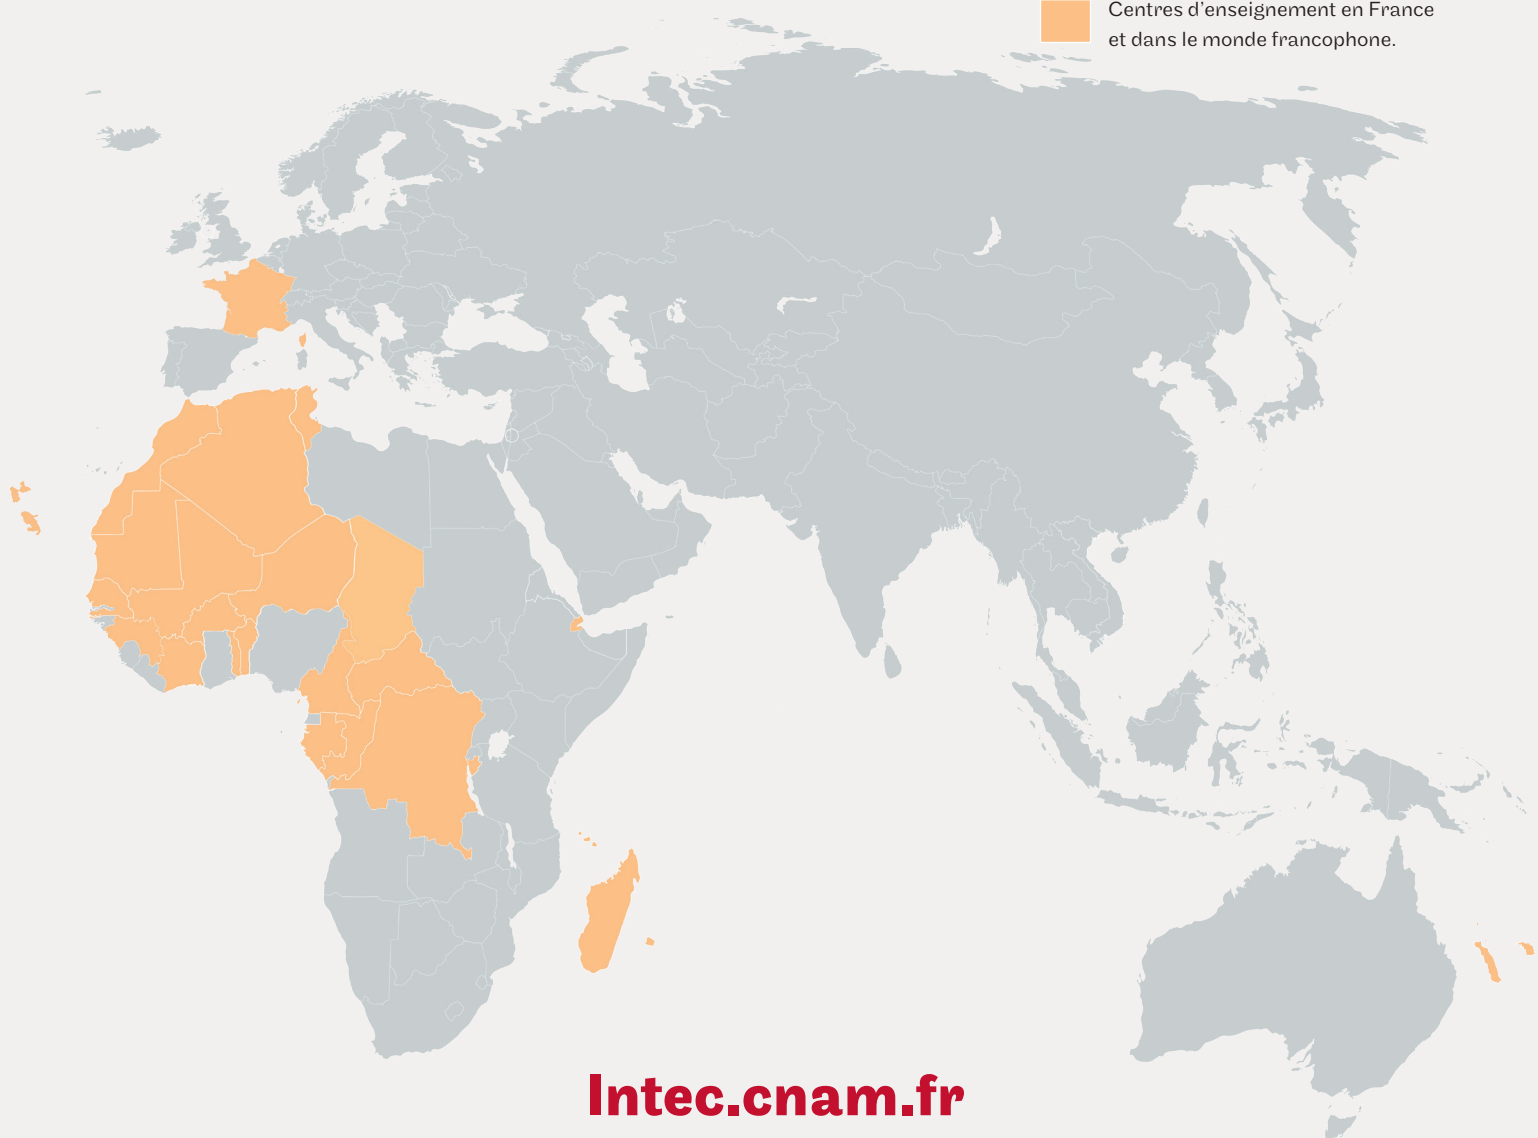 Centres d’enseignement en France
et dans le monde francophone.
Intec.cnam.fr